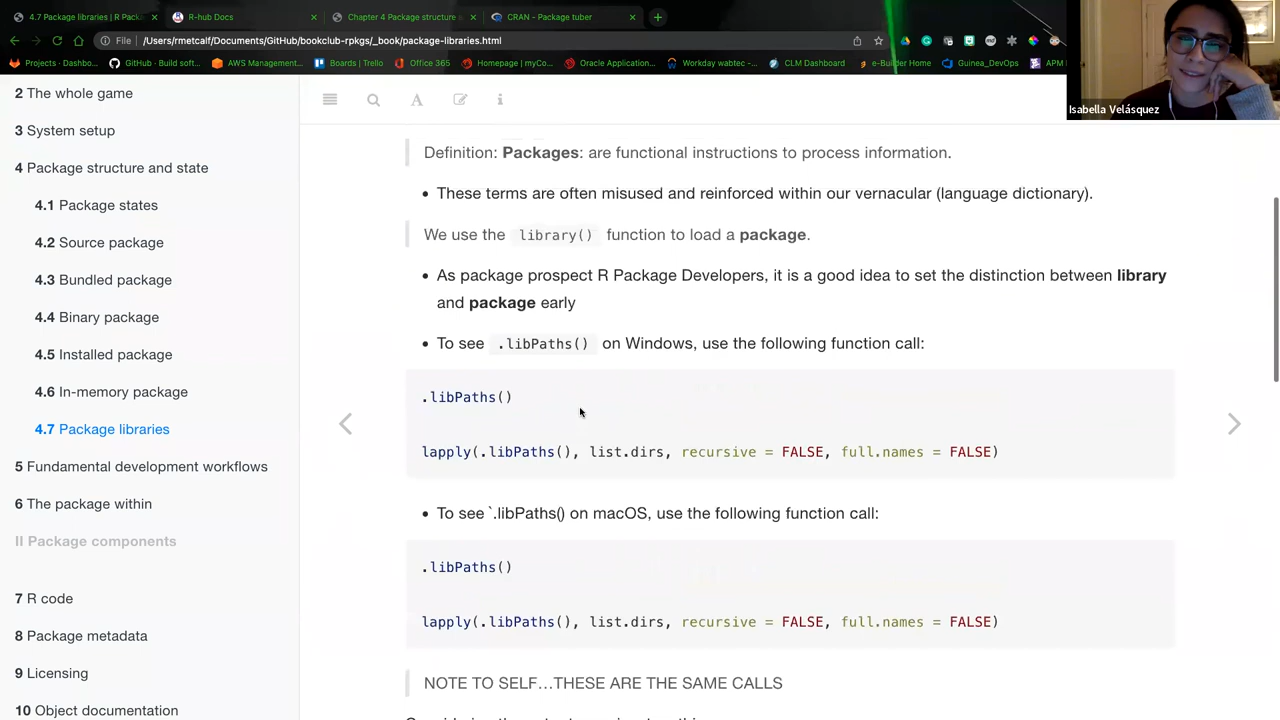 4.7 Package libraries | R Pack
R-hub Docs
Chapter 4 Package structure
CRAN - Package tuber
File
/Users/rmetcalf/Documents/GitHub/bookclub-rpkgs/_book/package-libraries.html
Projects - Dashbo...
GitHub · Build soft...
AWS Management...
Boards | Trello
Office 365
Homepage | myCo...
Oracle Application...
Workday wabtec -...
CLM Dashboard
e-Builder Home
Guinea_DevOps
APM
Isabella Velásquez
2 The whole game
3 System setup
4 Package structure and state
4.1 Package states
4.2 Source package
4.3 Bundled package
4.4 Binary package
4.5 Installed package
4.6 In-memory package
4.7 Package libraries
5 Fundamental development workflows
6 The package within
II Package components
7 R code
8 Package metadata
9 Licensing
10 Object documentation
Definition: Packages: are functional instructions to process information.
• These terms are often misused and reinforced within our vernacular (language dictionary).
We use the library() function to load a package.
• As package prospect R Package Developers, it is a good idea to set the distinction between library
and package early
• To see .libPaths() on Windows, use the following function call:
.libPaths()
lapply(.libPaths(), list.dirs, recursive = FALSE, full.names = FALSE)
• To see `.libPaths() on macOS, use the following function call:
.libPaths()
lapply(.libPaths(), list.dirs, recursive = FALSE, full.names = FALSE)
NOTE TO SELF...THESE ARE THE SAME CALLS